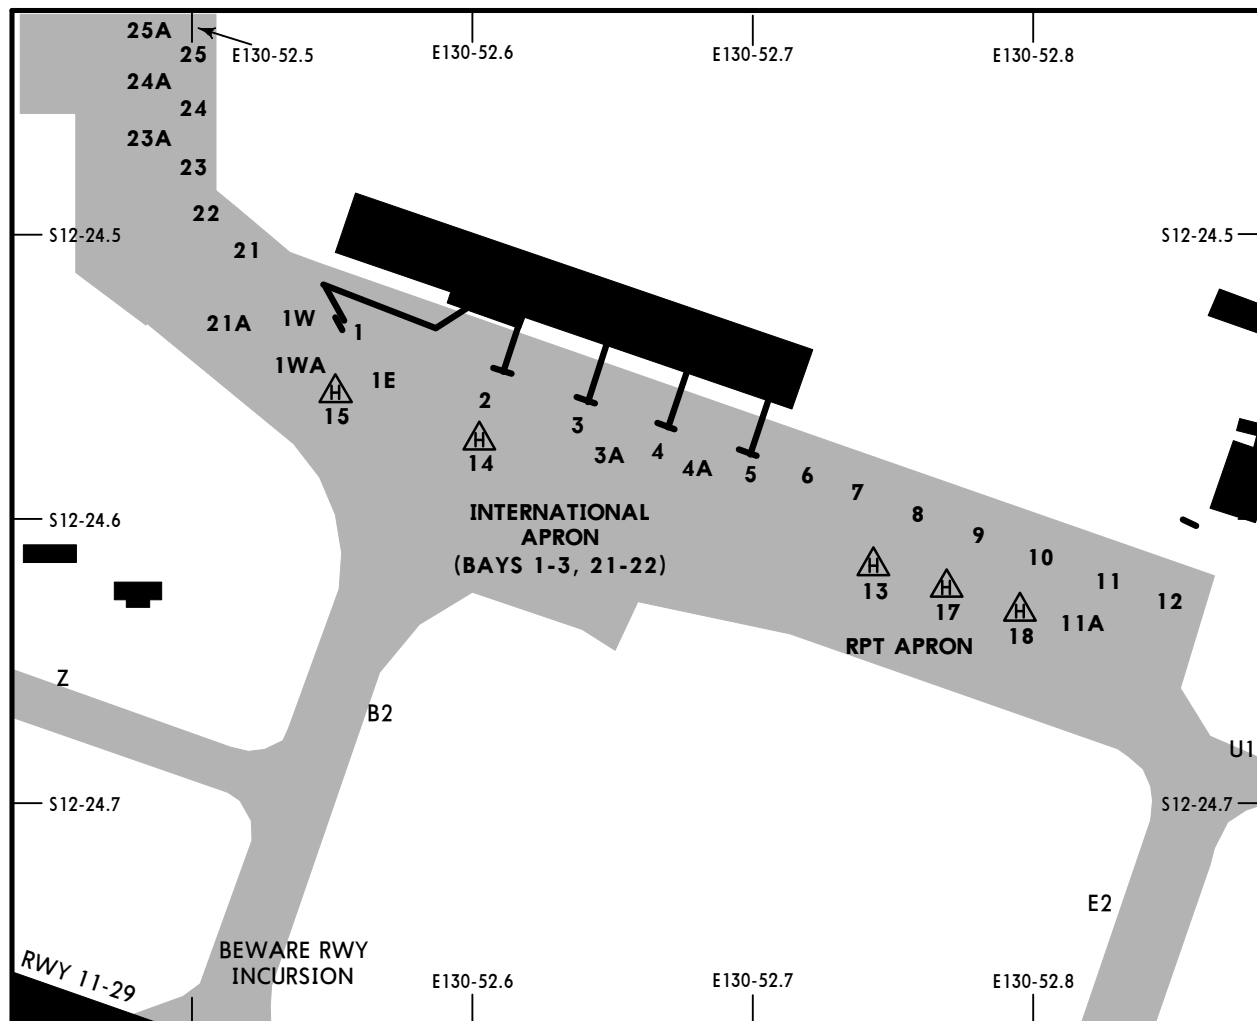 25A
25
E130-52.5
E130-52.6
E130-52.7
E130-52.8
24A
24
23A
23
22
S12-24.5
S12-24.5
21
21A
1W
1
1WA
1E
H
15
2
H
14
3
3A
4
4A
5
6
7
8
9
10
11
12
S12-24.6
INTERNATIONAL
APRON
(BAYS 1-3, 21-22)
H
13
H
17
H
18
11A
RPT APRON
Z
B2
U1
S12-24.7
S12-24.7
E2
BEWARE RWY
INCURSION
RWY 11-29
E130-52.6
E130-52.7
E130-52.8